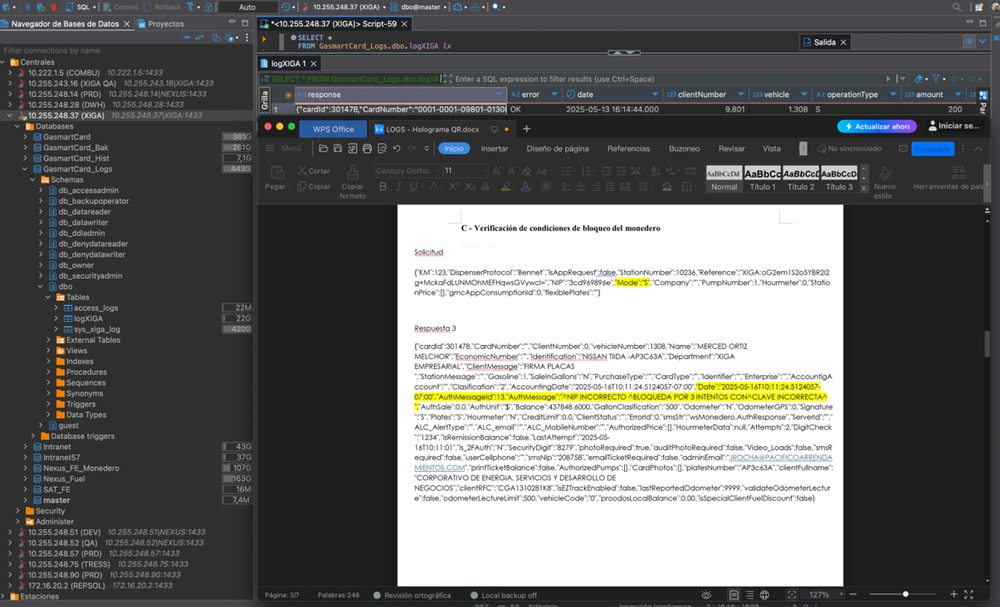 SQL
Commit
Rollback
Auto
10.255.248.37 (XIGA)
dbo@master
Navegador de Bases de Datos
Proyectos
Filter connections by name
Centrales
10.222.1.5 (COMBU) 10.222.1.5:1433
10.255.243.16 (XIGA QA) 10.255.243.16\XIGA:1433
10.255.248.14 (PRD) 10.255.248.14\NEXUS:1433
10.255.248.28 (DWH) 10.255.248.28:1433
10.255.248.37 (XIGA) 10.255.248.37\XIGA:1433
Databases
GasmartCard 361G
GasmartCard_Bak 261G
GasmartCard_Hist 7,1G
GasmartCard_Logs 443G
Schemas
db_accessadmin
db_backupoperator
db_datareader
db_datawriter
db_ddladmin
db_denydatareader
db_denydatawriter
db_owner
db_securityadmin
dbo
Tables
access_logs 22M
logXIGA 22G
sys_xiga_log 420G
External Tables
Views
Indexes
Procedures
Sequences
Synonyms
Triggers
Data Types
guest
Database triggers
Intranet 43G
Intranet57 37G
Nexus_FE_Monedero 107G
Nexus_Fuel 163G
SAT_FE 16M
master 7,4M
Security
Administer
10.255.248.51 (DEV) 10.255.248.51\NEXUS:1433
10.255.248.52 (QA) 10.255.248.52\NEXUS:1433
10.255.248.57 (PRD) 10.255.248.57:1433
10.255.248.75 (TRESS) 10.255.248.75:1433
10.255.248.90 (PRD) 10.255.248.90:1433
172.16.20.2 (REPSOL) 172.16.20.2:1433
Estaciones
*<10.255.248.37 (XIGA)> Script-59
SELECT *
FROM GasmartCard_Logs.dbo.logXIGA lx
Salida
logXIGA 1
SELECT * FROM GasmartCard_Logs.dbo.logXI
Enter a SQL expression to filter results (use Ctrl+Space)
Grilla
response error date clientNumber vehicle operationType amount
1 {"cardId":301478,"CardNumber":"0001-0001-09801-0130 OK 2025-05-13 16:14:44.000 9.801 1.308 S 200
WPS Office
LOGS - Holograma QR.docx
Actualizar ahora
Iniciar se...
Menú
Inicio
Insertar
Diseño de página
Referencias
Buzoneo
Revisar
Vista
No sincronizado
Compartir
Pegar
Cortar
Copiar
Copiar formato
Century Gothic
11
AaBbCcDd
Normal
AaBbCc
Título 1
AaBbCcD
Título 2
AaBbCcD
Título 3
Nuevo estilo
Herramientas de pala
C - Verificación de condiciones de bloqueo del monedero
Solicitud
{"KM":123,"DispenserProtocol":"Bennet","isAppRequest":false,"StationNumber":10236,"Reference":"XIGA:oG2em1S2o5YBR2i2
g+MckaFdLUNMOhMEFHqwsGVywcI=","NIP":"3cd969896e","Mode":"S","Company":"","PumpNumber":1,"Hourmeter":0,"Statio
nPrice":[],"gmcAppConsumptionId":0,"flexiblePlates":""}
Respuesta 3
{"cardId":301478,"CardNumber":"","ClientNumber":0,"vehicleNumber":1308,"Name":"MERCED ORTIZ
MELCHOR","EconomicNumber":"","Identification":"NISSAN TIIDA -AP3C63A","Department":"XIGA
EMPRESARIAL","ClientMessage":"FIRMA PLACAS
","StationMessage":"","Gasoline":1,"SaleInGallons":"N","PurchaseType":"","CardType":"","Identifier":"","Enterprise":"","AccountigA
ccount":"","Clasification":"2","AccountingDate":"2025-05-16T10:11:24.5124057-07:00","Date":"2025-05-16T10:11:24.5124057-
07:00","AuthMessageId":13,"AuthMessage":"^NIP INCORRECTO ^BLOQUEDA POR 3 INTENTOS CON^CLAVE INCORRECTA^
","AuthSale":0.0,"AuthUnit":"$","Balance":437848.6000,"GallonClasification":"500","Odometer":"N","OdometerGPS":0,"Signature
":"S","Plates":"S","Hourmeter":"N","CreditLimit":0.0,"ClientStatus":"","ErrorId":0,"smsStr":"wsMonedero.AuthResponse","ServerId":"",
"ALC_AlertType":"","ALC_email":"","ALC_MobileNumber":"","AuthorizedPrice":[],"HourmeterData":null,"Attempts":2,"DigitCheck
":"1234","isRemissionBalance":false,"LastAttempt":"2025-05-
16T10:11:01","is_2FAuth":"N","SecurityDigit":"8279","photoRequired":true,"auditPhotoRequired":false,"Video_Loads":false,"smsR
equired":false,"userCellphone":"","smsNip":"208758","emailTicketRequired":false,"adminEmail":"JROCHA@PACIFICOARRENDA
MIENTOS.COM","printTicketBalance":false,"AuthorizedPumps":[],"CardPhotos":[],"platesNumber":"AP3c63A","clientFullname":
"CORPORATIVO DE ENERGIA, SERVICIOS Y DESARROLLO DE
NEGOCIOS","clientRFC":"CGA1310281K8","isEZTrackEnabled":false,"lastReportedOdometer":9999,"validateOdometerLectur
e":false,"odometerLectureLimit":500,"vehicleCode":"0","proodosLocalBalance":0.00,"isSpecialClientFuelDiscount":false}
Página: 3/7
Palabras:248
Revisión ortográfica
Local backup off
127%